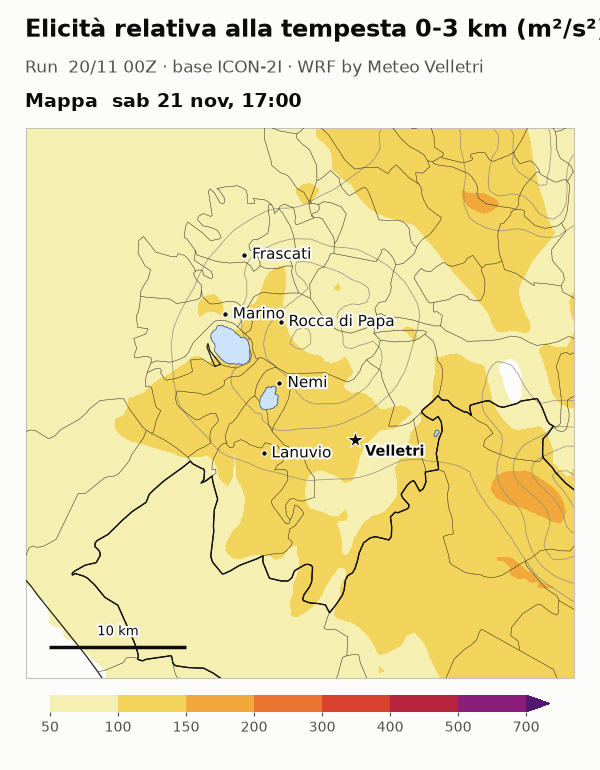 Elicità relativa alla tempesta 0-3 km (m²/s²)
Run 20/11 00Z · base ICON-2I · WRF by Meteo Velletri
Mappa sab 21 nov, 17:00
Frascati
Marino
Rocca di Papa
Nemi
Velletri
Lanuvio
10 km
50 100 150 200 300 400 500 700